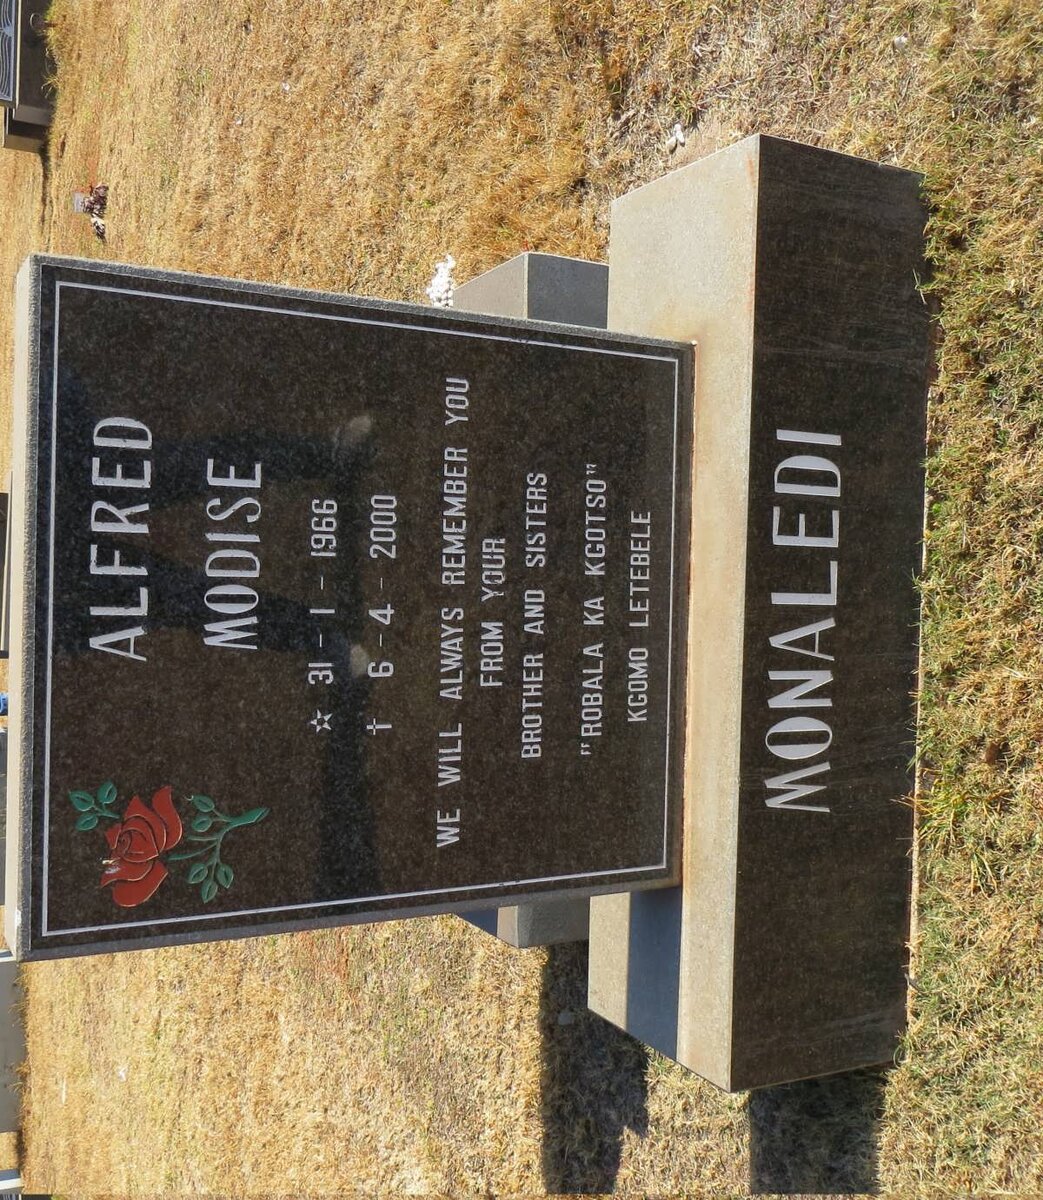 ALFRED
MODISE
☆ 31 – 1 – 1966
† 6 – 4 – 2000
WE WILL ALWAYS REMEMBER YOU
FROM YOUR
BROTHER AND SISTERS
"ROBALA KA KGOTSO"
KGOMO LETEBELE
MONALEDI